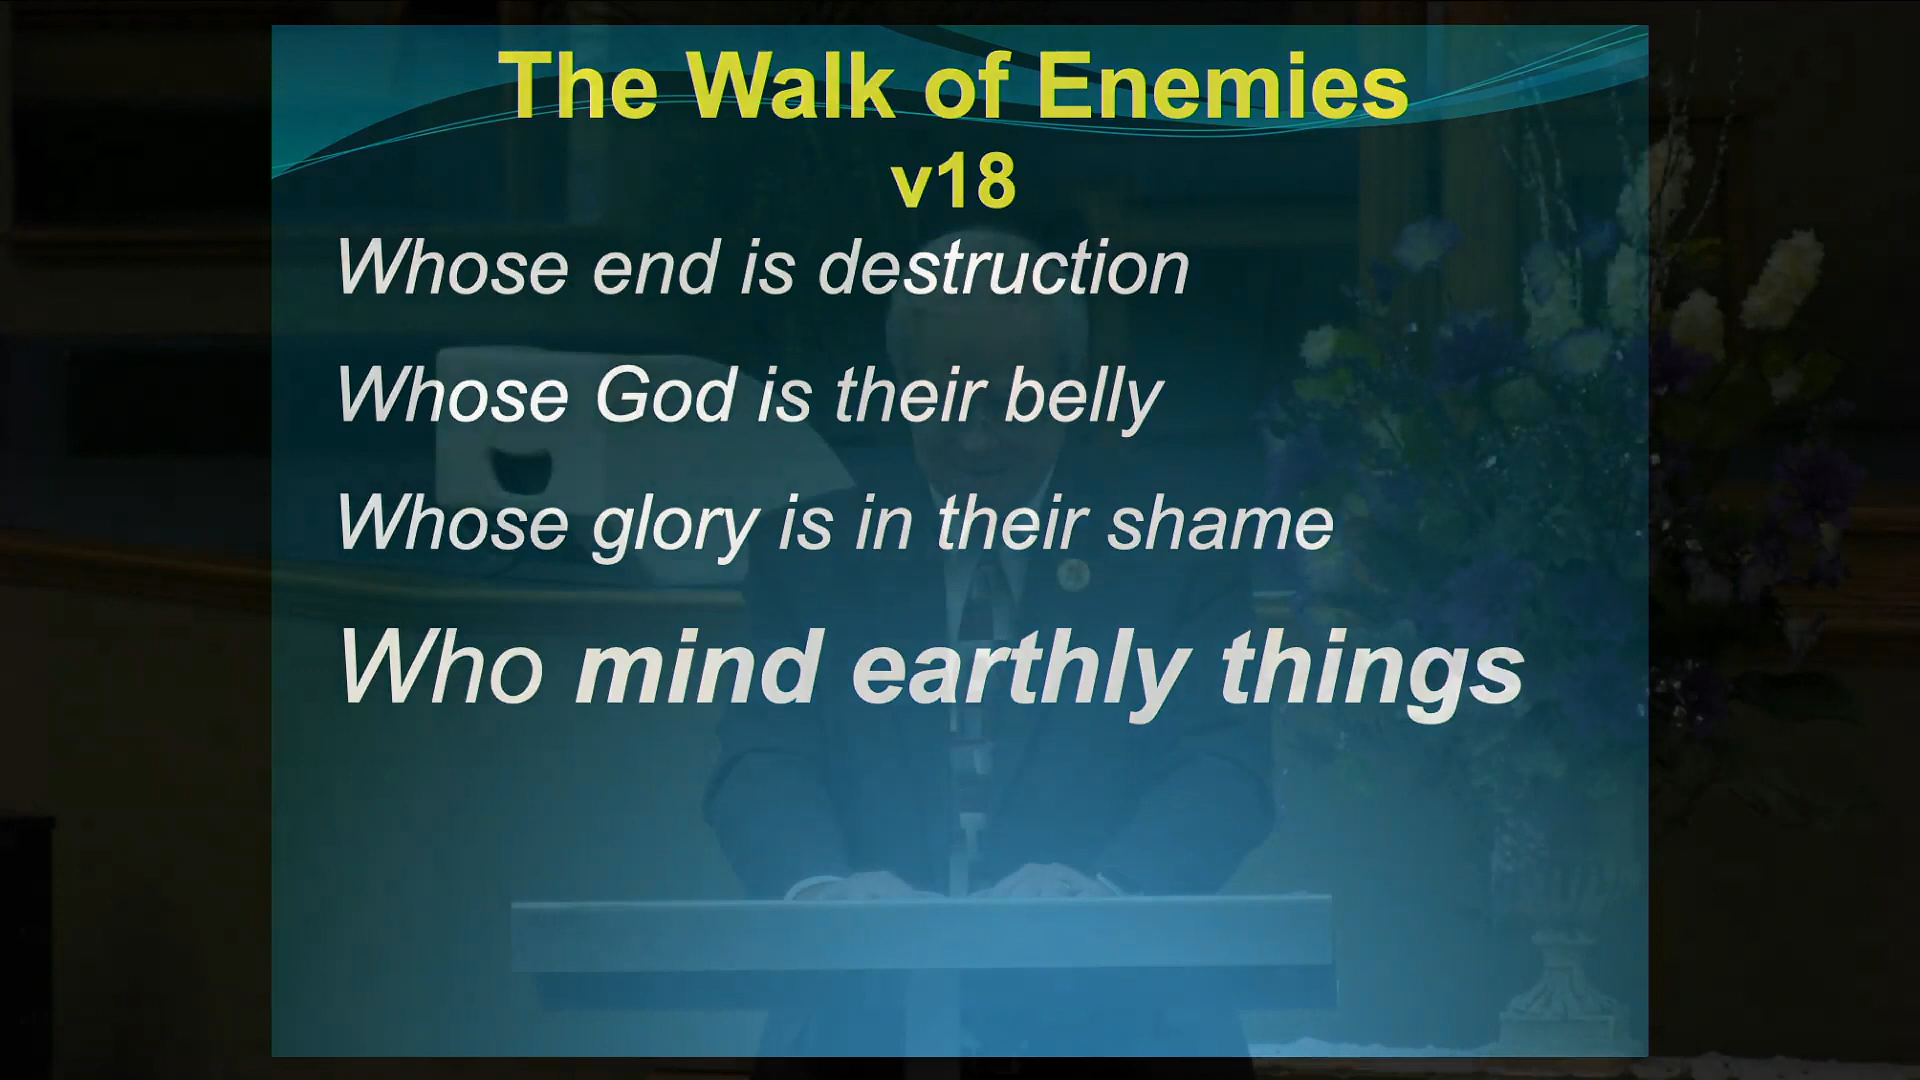 The Walk of Enemies
v18
Whose end is destruction
Whose God is their belly
Whose glory is in their shame
Who mind earthly things